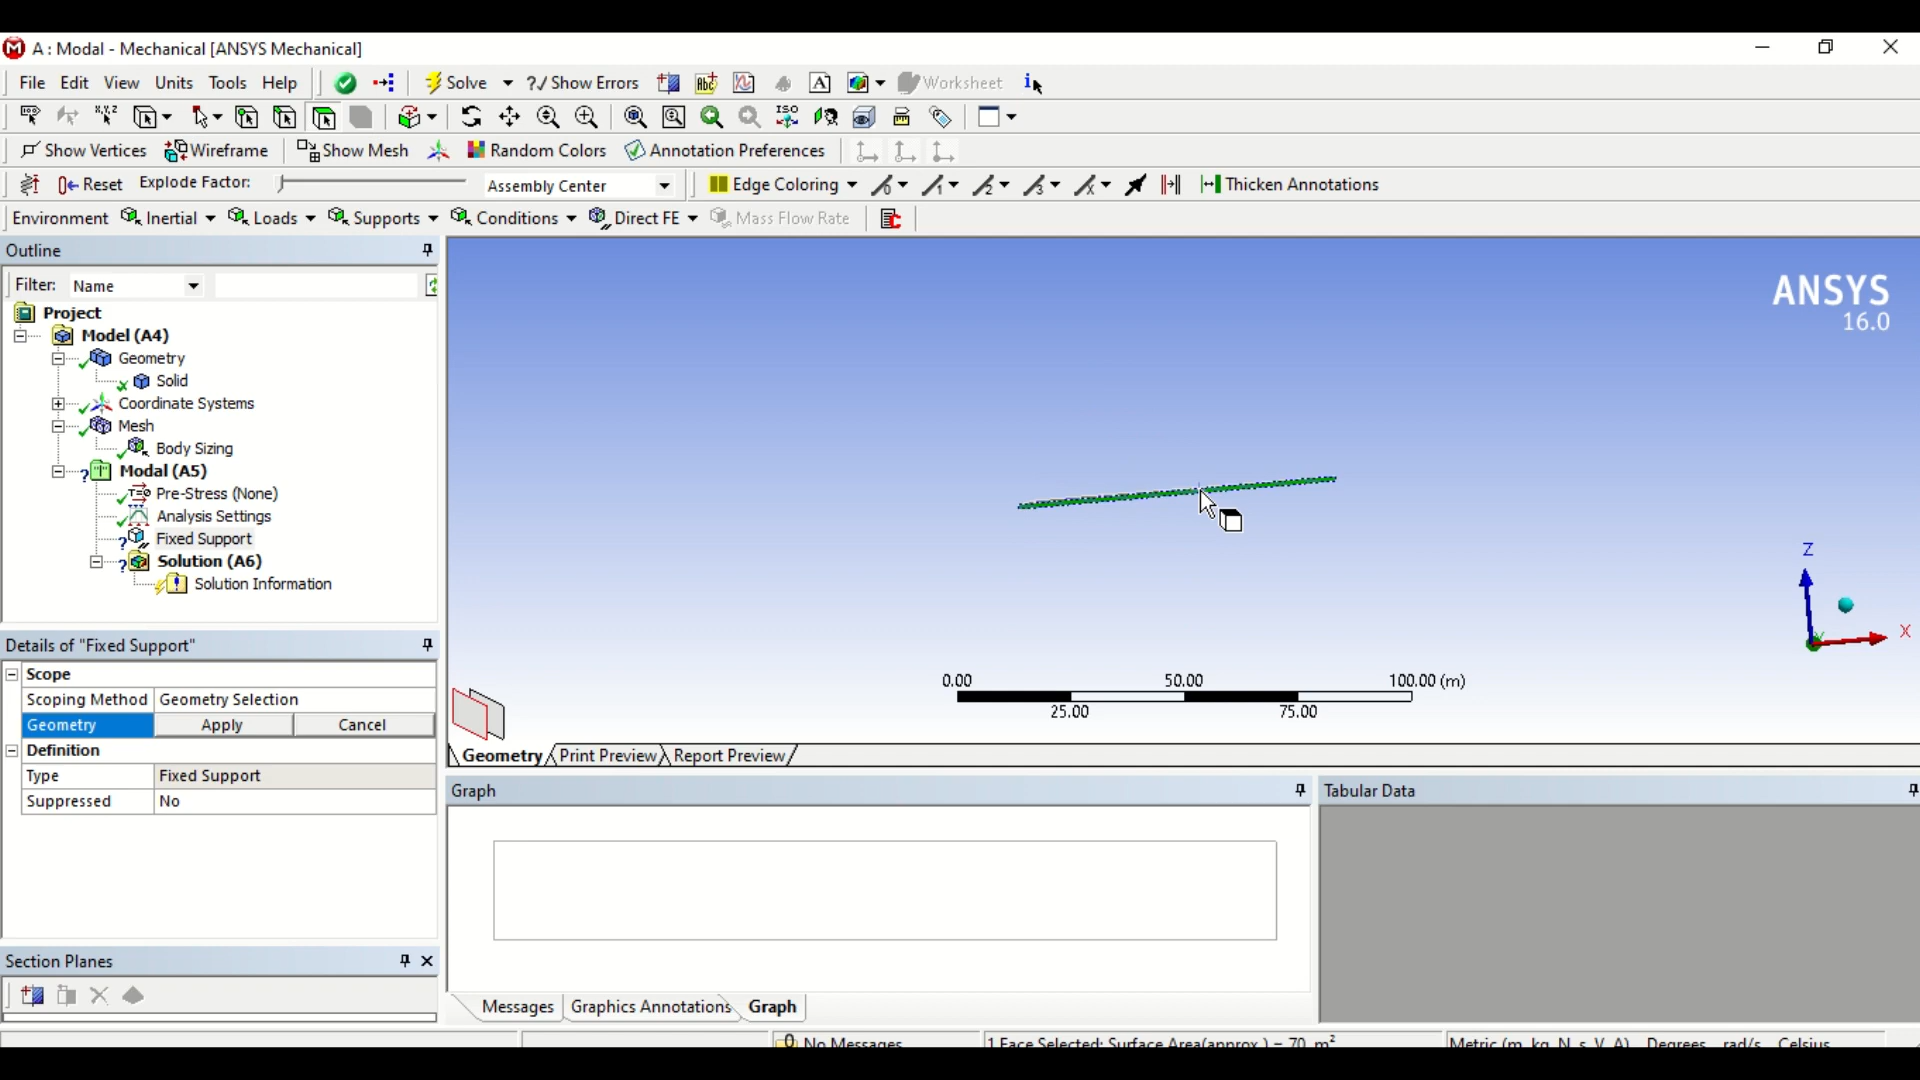 A : Modal - Mechanical [ANSYS Mechanical]
File Edit View Units Tools Help Solve ?/ Show Errors Worksheet
Show Vertices Wireframe Show Mesh Random Colors Annotation Preferences
Reset Explode Factor: Assembly Center Edge Coloring Thicken Annotations
Environment Inertial Loads Supports Conditions Direct FE Mass Flow Rate
Outline
Filter: Name
Project
Model (A4)
Geometry
Solid
Coordinate Systems
Mesh
Body Sizing
Modal (A5)
Pre-Stress (None)
Analysis Settings
Fixed Support
Solution (A6)
Solution Information
Details of "Fixed Support"
Scope
Scoping Method Geometry Selection
Geometry Apply Cancel
Definition
Type Fixed Support
Suppressed No
Section Planes
ANSYS
16.0
Z
X
0.00 50.00 100.00 (m)
25.00 75.00
Geometry Print Preview Report Preview
Graph
Tabular Data
Messages Graphics Annotations Graph
0 No Messages 1 Face Selected: Surface Area(approx.) = 70. m² Metric (m, kg, N, s, V, A) Degrees rad/s Celsius